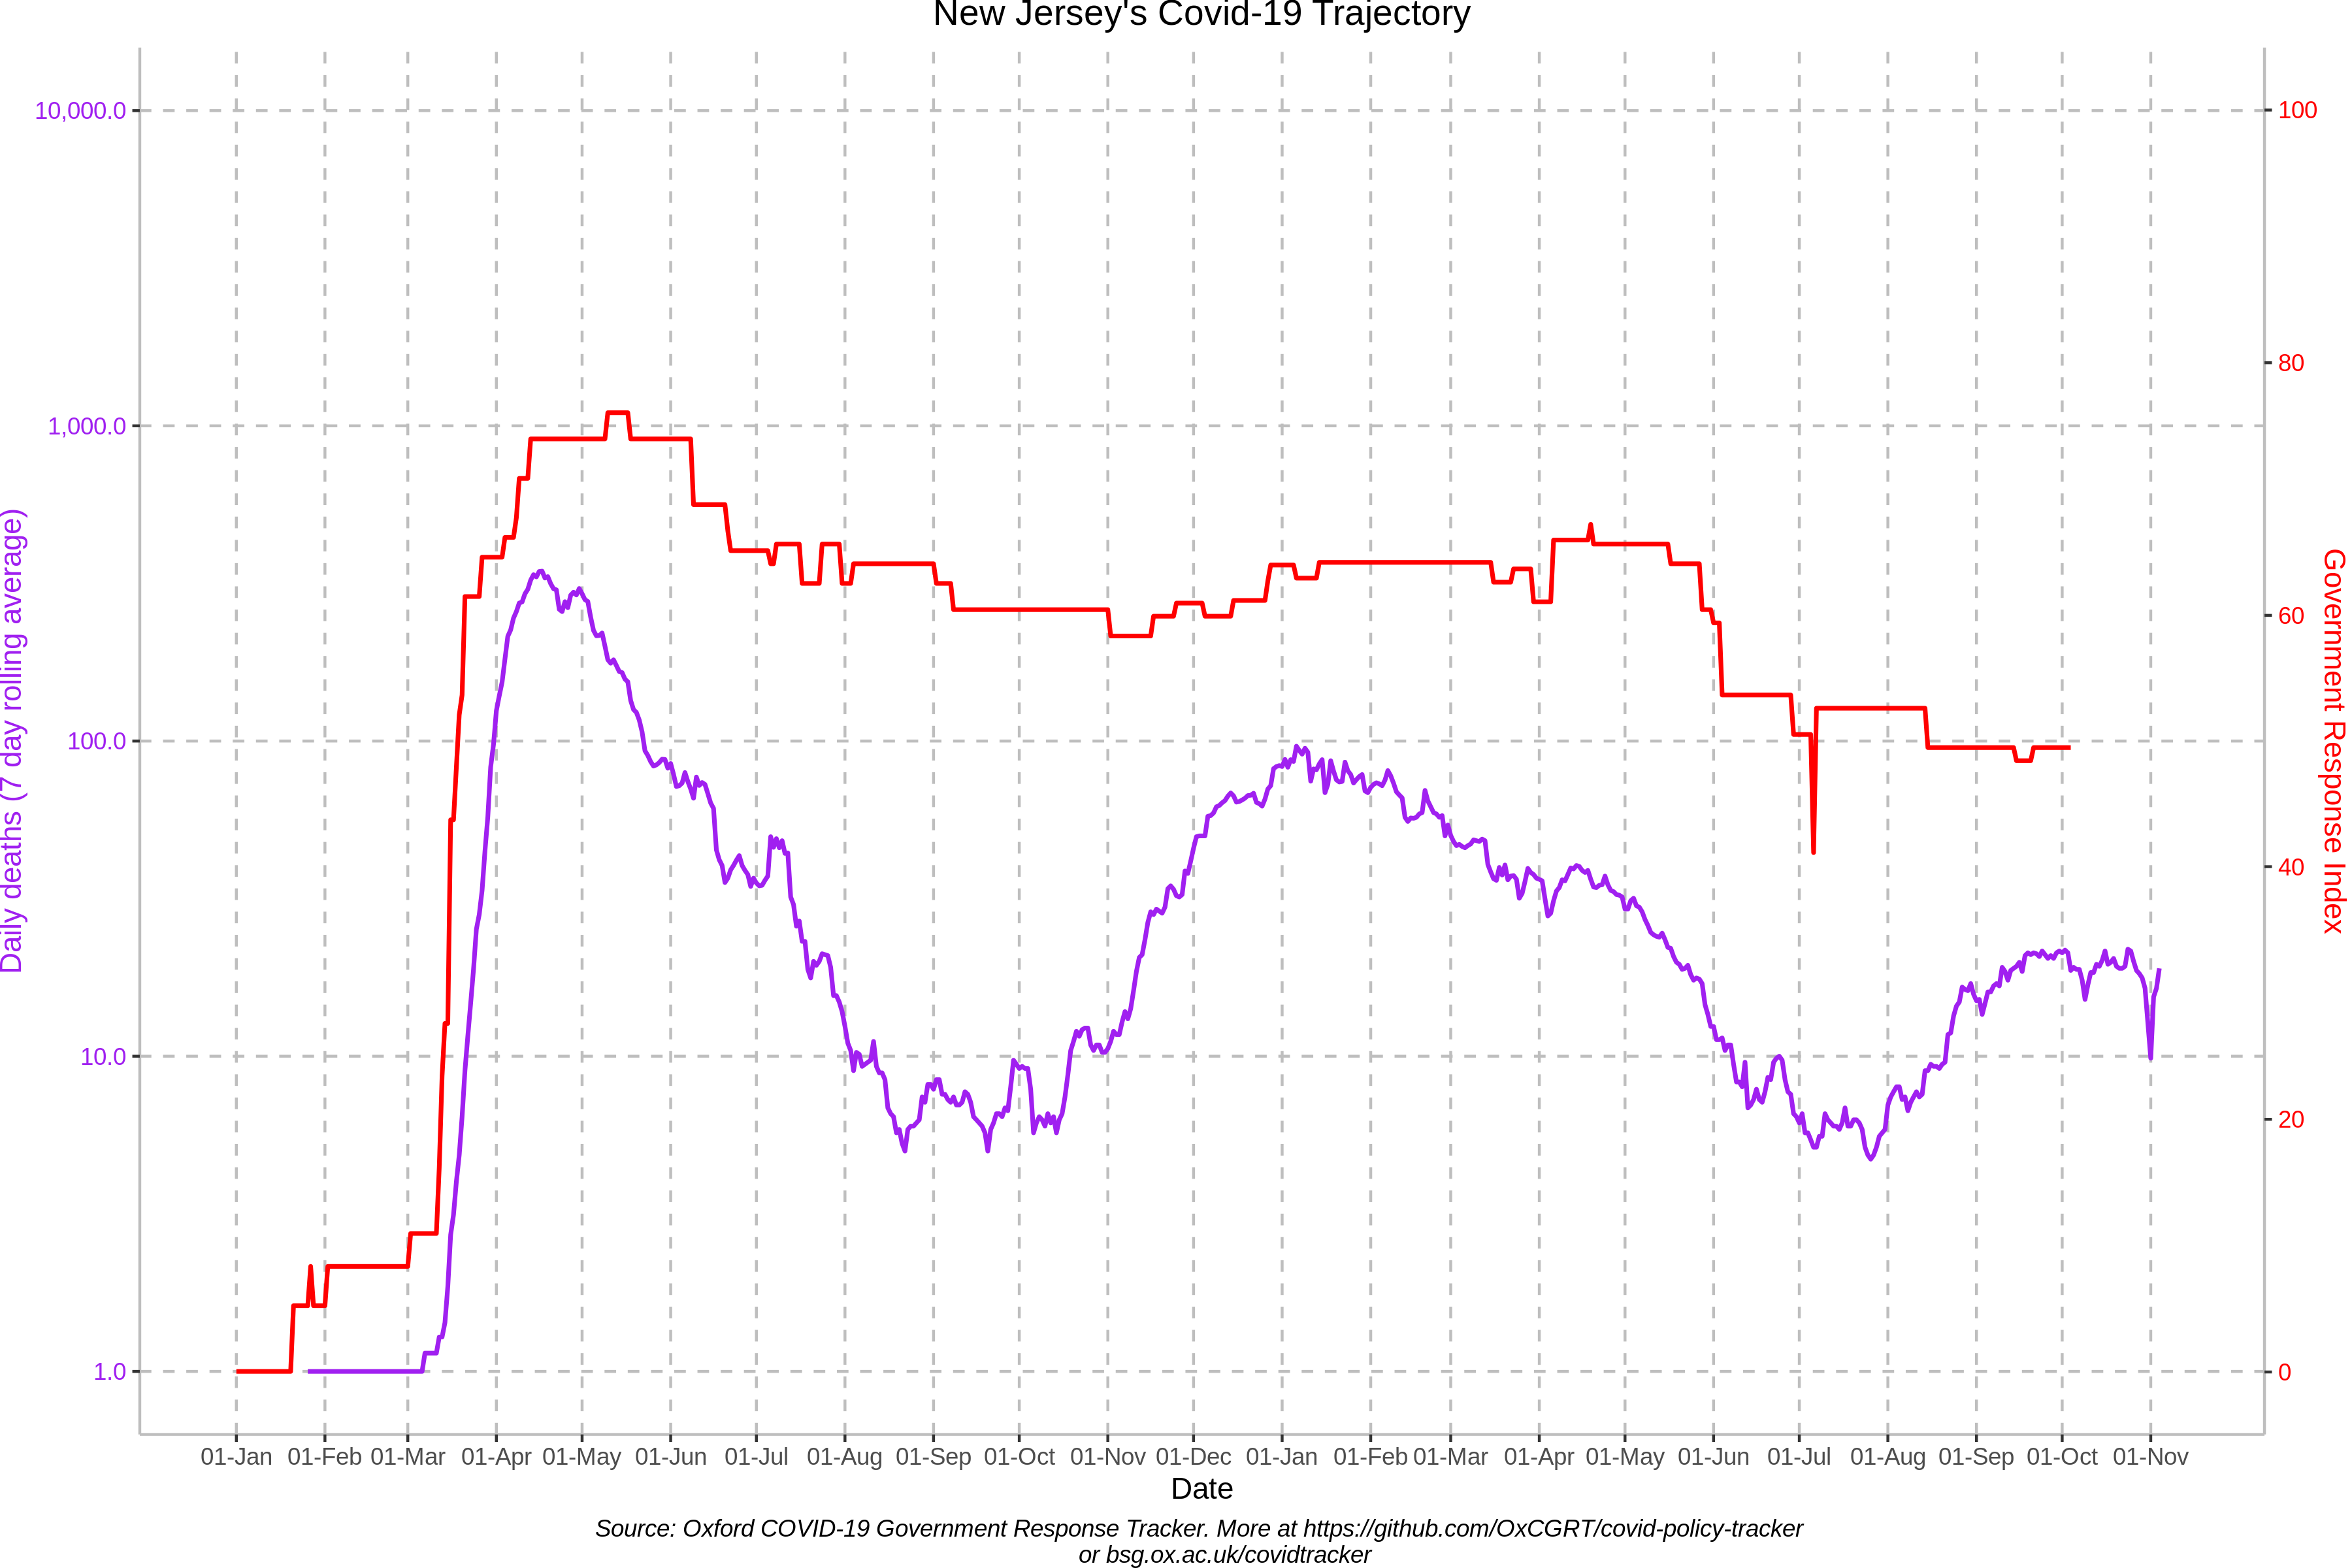 New Jersey's Covid-19 Trajectory
10,000.0
1,000.0
100.0
10.0
1.0
Daily deaths (7 day rolling average)
100
80
60
40
20
0
Government Response Index
01-Jan 01-Feb 01-Mar 01-Apr 01-May 01-Jun 01-Jul 01-Aug 01-Sep 01-Oct 01-Nov 01-Dec 01-Jan 01-Feb 01-Mar 01-Apr 01-May 01-Jun 01-Jul 01-Aug 01-Sep 01-Oct 01-Nov
Date
Source: Oxford COVID-19 Government Response Tracker. More at https://github.com/OxCGRT/covid-policy-tracker
or bsg.ox.ac.uk/covidtracker